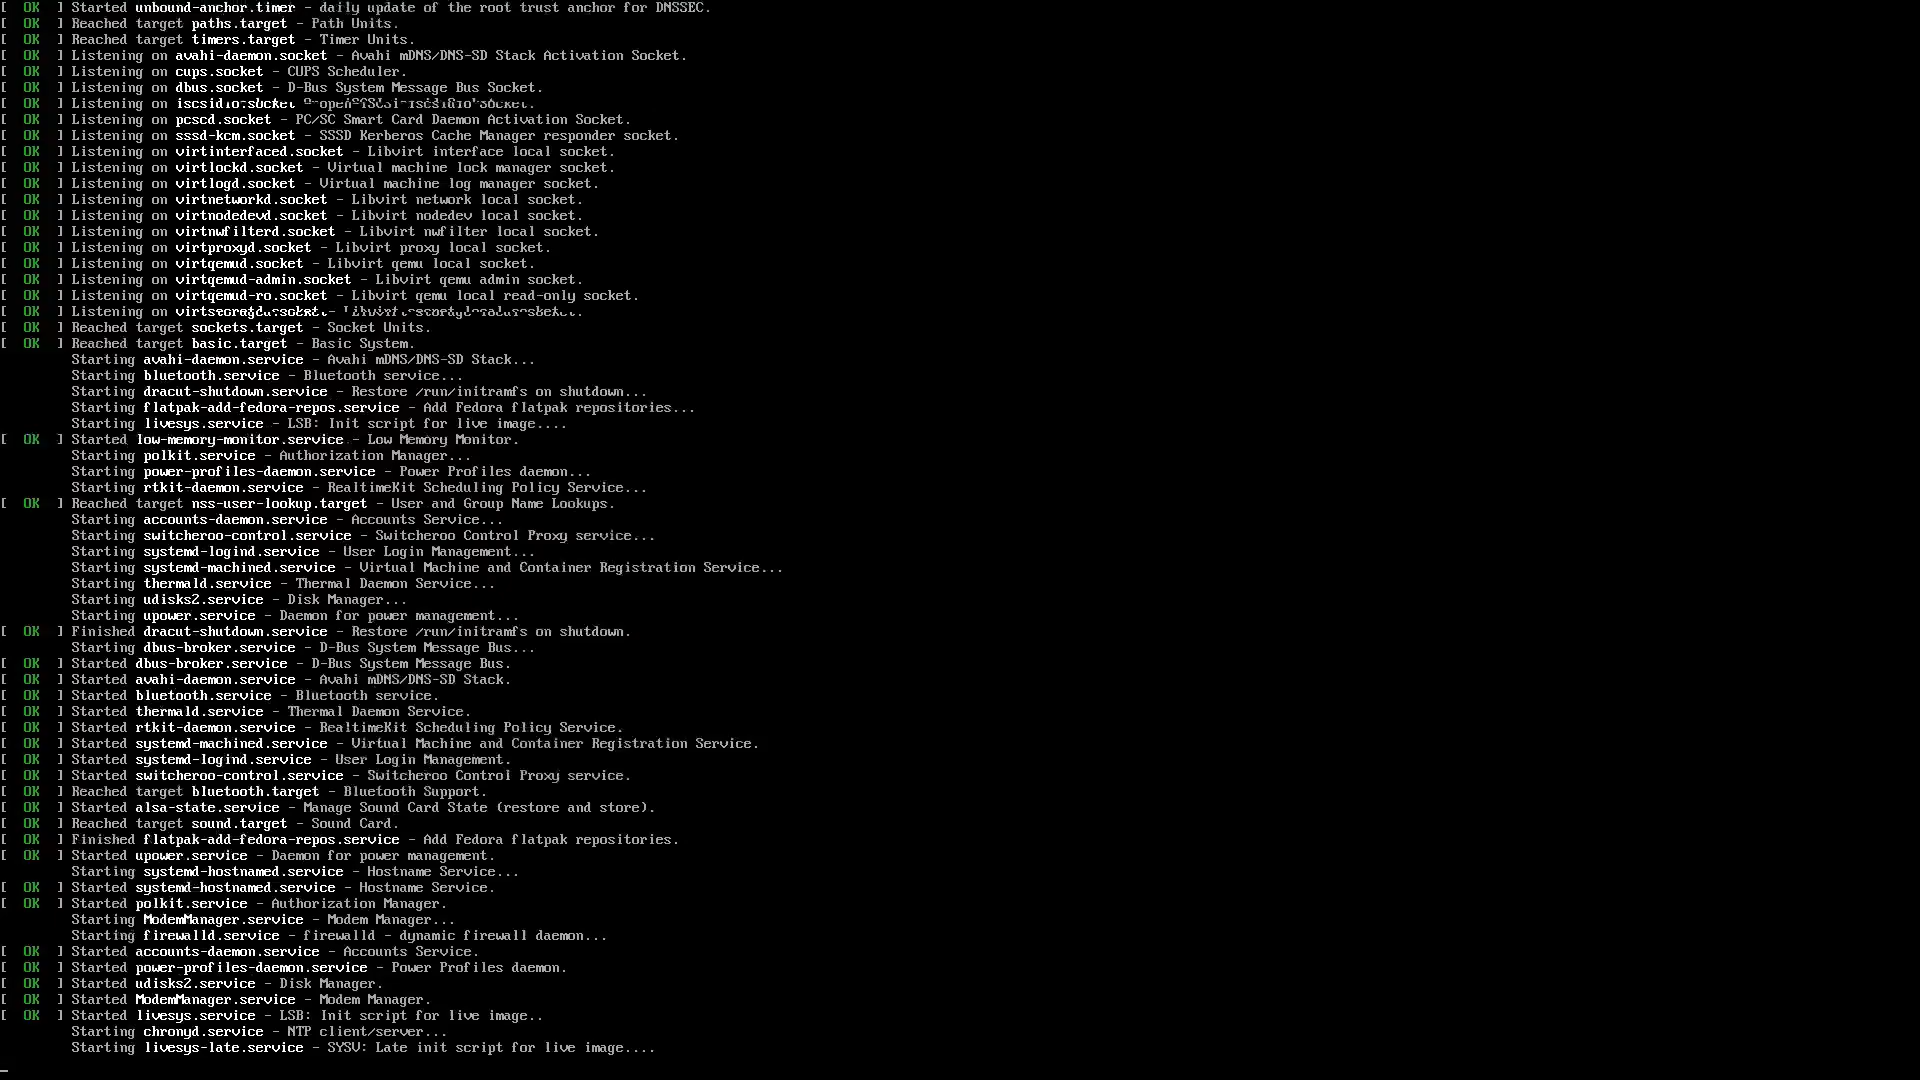 [  OK  ] Started unbound-anchor.timer - daily update of the root trust anchor for DNSSEC.
[  OK  ] Reached target paths.target - Path Units.
[  OK  ] Reached target timers.target - Timer Units.
[  OK  ] Listening on avahi-daemon.socket - Avahi mDNS/DNS-SD Stack Activation Socket.
[  OK  ] Listening on cups.socket - CUPS Scheduler.
[  OK  ] Listening on dbus.socket - D-Bus System Message Bus Socket.
[  OK  ] Listening on
[  OK  ] Listening on pcscd.socket - PC/SC Smart Card Daemon Activation Socket.
[  OK  ] Listening on sssd-kcm.socket - SSSD Kerberos Cache Manager responder socket.
[  OK  ] Listening on virtinterfaced.socket - Libvirt interface local socket.
[  OK  ] Listening on virtlockd.socket - Virtual machine lock manager socket.
[  OK  ] Listening on virtlogd.socket - Virtual machine log manager socket.
[  OK  ] Listening on virtnetworkd.socket - Libvirt network local socket.
[  OK  ] Listening on virtnodedevd.socket - Libvirt nodedev local socket.
[  OK  ] Listening on virtnwfilterd.socket - Libvirt nwfilter local socket.
[  OK  ] Listening on virtproxyd.socket - Libvirt proxy local socket.
[  OK  ] Listening on virtqemud.socket - Libvirt qemu local socket.
[  OK  ] Listening on virtqemud-admin.socket - Libvirt qemu admin socket.
[  OK  ] Listening on virtqemud-ro.socket - Libvirt qemu local read-only socket.
[  OK  ] Listening on
[  OK  ] Reached target sockets.target - Socket Units.
[  OK  ] Reached target basic.target - Basic System.
Starting avahi-daemon.service - Avahi mDNS/DNS-SD Stack...
Starting bluetooth.service - Bluetooth service...
Starting dracut-shutdown.service - Restore /run/initramfs on shutdown...
Starting flatpak-add-fedora-repos.service - Add Fedora flatpak repositories...
Starting livesys.service - LSB: Init script for live image....
[  OK  ] Started low-memory-monitor.service - Low Memory Monitor.
Starting polkit.service - Authorization Manager...
Starting power-profiles-daemon.service - Power Profiles daemon...
Starting rtkit-daemon.service - RealtimeKit Scheduling Policy Service...
[  OK  ] Reached target nss-user-lookup.target - User and Group Name Lookups.
Starting accounts-daemon.service - Accounts Service...
Starting switcheroo-control.service - Switcheroo Control Proxy service...
Starting systemd-logind.service - User Login Management...
Starting systemd-machined.service - Virtual Machine and Container Registration Service...
Starting thermald.service - Thermal Daemon Service...
Starting udisks2.service - Disk Manager...
Starting upower.service - Daemon for power management...
[  OK  ] Finished dracut-shutdown.service - Restore /run/initramfs on shutdown.
Starting dbus-broker.service - D-Bus System Message Bus...
[  OK  ] Started dbus-broker.service - D-Bus System Message Bus.
[  OK  ] Started avahi-daemon.service - Avahi mDNS/DNS-SD Stack.
[  OK  ] Started bluetooth.service - Bluetooth service.
[  OK  ] Started thermald.service - Thermal Daemon Service.
[  OK  ] Started rtkit-daemon.service - RealtimeKit Scheduling Policy Service.
[  OK  ] Started systemd-machined.service - Virtual Machine and Container Registration Service.
[  OK  ] Started systemd-logind.service - User Login Management.
[  OK  ] Started switcheroo-control.service - Switcheroo Control Proxy service.
[  OK  ] Reached target bluetooth.target - Bluetooth Support.
[  OK  ] Started alsa-state.service - Manage Sound Card State (restore and store).
[  OK  ] Reached target sound.target - Sound Card.
[  OK  ] Finished flatpak-add-fedora-repos.service - Add Fedora flatpak repositories.
[  OK  ] Started upower.service - Daemon for power management.
Starting systemd-hostnamed.service - Hostname Service...
[  OK  ] Started systemd-hostnamed.service - Hostname Service.
[  OK  ] Started polkit.service - Authorization Manager.
Starting ModemManager.service - Modem Manager...
Starting firewalld.service - firewalld - dynamic firewall daemon...
[  OK  ] Started accounts-daemon.service - Accounts Service.
[  OK  ] Started power-profiles-daemon.service - Power Profiles daemon.
[  OK  ] Started udisks2.service - Disk Manager.
[  OK  ] Started ModemManager.service - Modem Manager.
[  OK  ] Started livesys.service - LSB: Init script for live image..
Starting chronyd.service - NTP client/server...
Starting livesys-late.service - SYSV: Late init script for live image....